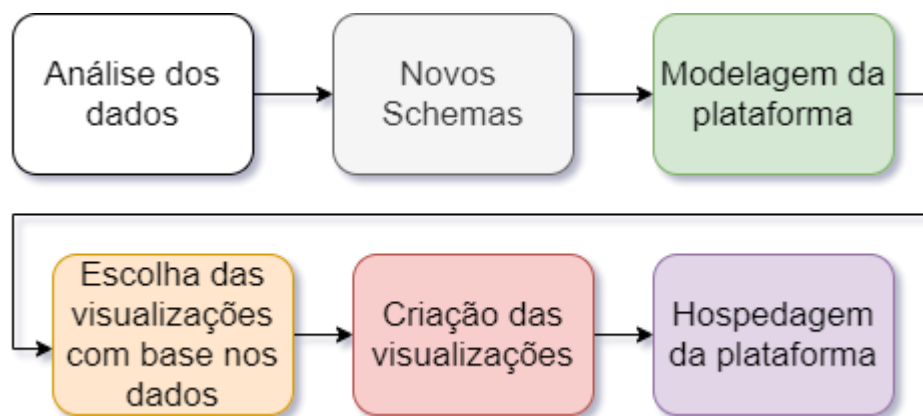 Análise dos
dados
Novos
Schemas
Modelagem da
plataforma
Escolha das
visualizações
com base nos
dados
Criação das
visualizações
Hospedagem
da plataforma